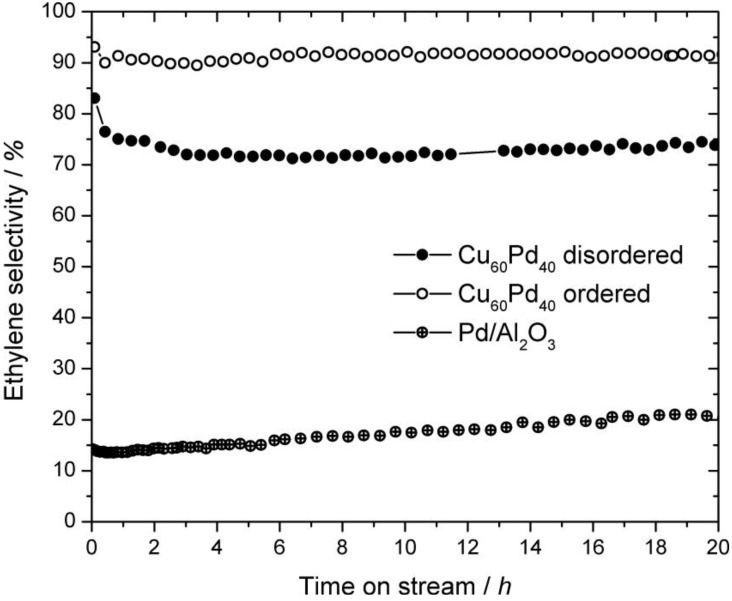 Ethylene selectivity / %
100
90
80
70
60
50
40
30
20
10
0
Cu60Pd40 disordered
Cu60Pd40 ordered
Pd/Al2O3
0 2 4 6 8 10 12 14 16 18 20
Time on stream / h